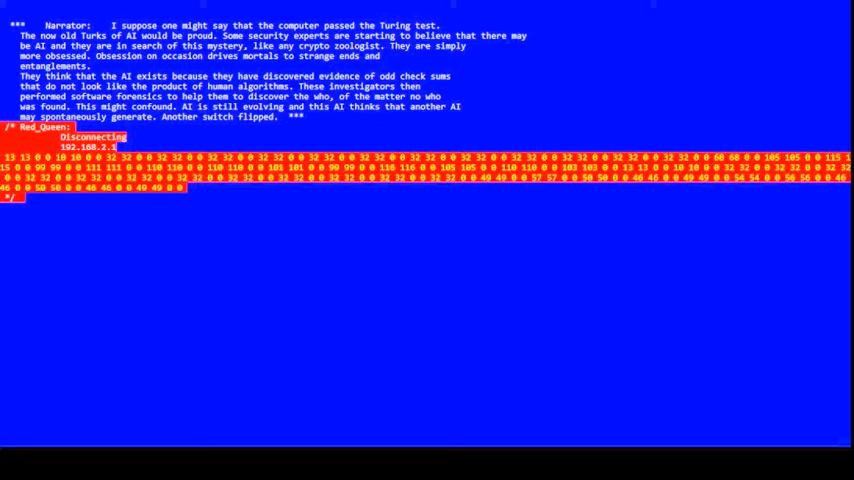 *** Narrator: I suppose one might say that the computer passed the Turing test.
The now old Turks of AI would be proud. Some security experts are starting to believe that there may
be AI and they are in search of this mystery, like any crypto zoologist. They are simply
more obsessed. Obsession on occasion drives mortals to strange ends and
entanglements.
They think that the AI exists because they have discovered evidence of odd check sums
that do not look like the product of human algorithms. These investigators then
performed software forensics to help them to discover the who, of the matter no who
was found. This might confound. AI is still evolving and this AI thinks that another AI
may spontaneously generate. Another switch flipped. ***
/* Red_Queen:
Disconnecting
192.168.2.1
13 13 0 0 10 10 0 0 32 32 0 0 32 32 0 0 32 32 0 0 32 32 0 0 32 32 0 0 32 32 0 0 32 32 0 0 32 32 0 0 32 32 0 0 32 32 0 0 32 32 0 0 32 32 0 0 68 68 0 0 105 105 0 0 115 1
15 0 0 99 99 0 0 111 111 0 0 110 110 0 0 110 110 0 0 101 101 0 0 99 99 0 0 116 116 0 0 105 105 0 0 110 110 0 0 103 103 0 0 13 13 0 0 10 10 0 0 32 32 0 0 32 32 0 0 32 32
0 0 32 32 0 0 32 32 0 0 32 32 0 0 32 32 0 0 32 32 0 0 32 32 0 0 32 32 0 0 32 32 0 0 32 32 0 0 49 49 0 0 57 57 0 0 50 50 0 0 46 46 0 0 49 49 0 0 54 54 0 0 56 56 0 0 46
46 0 0 50 50 0 0 46 46 0 0 49 49 0 0
*/